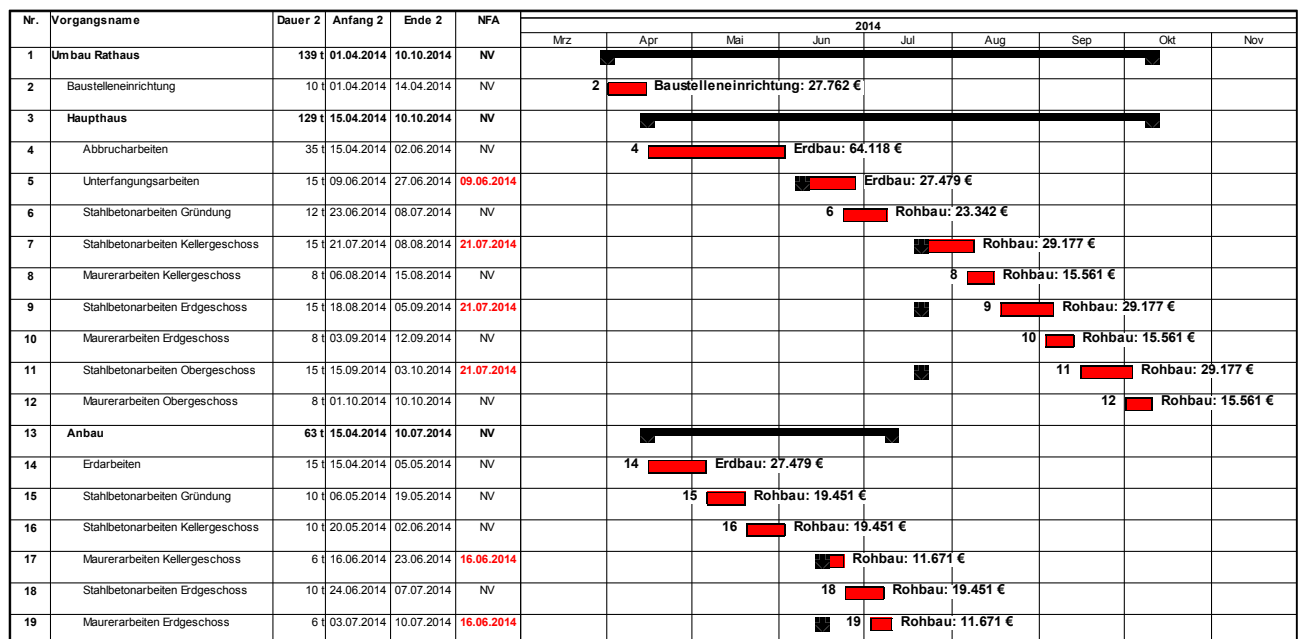 Nr. Vorgangsname Dauer 2 Anfang 2 Ende 2 NFA
2014
Mrz Apr Mai Jun Jul Aug Sep Okt Nov
1 Umbau Rathaus 139 t 01.04.2014 10.10.2014 NV
2 Baustelleneinrichtung 10 t 01.04.2014 14.04.2014 NV 2 Baustelleneinrichtung: 27.762 €
3 Haupthaus 129 t 15.04.2014 10.10.2014 NV
4 Abbrucharbeiten 35 t 15.04.2014 02.06.2014 NV 4 Erdbau: 64.118 €
5 Unterfangungsarbeiten 15 t 09.06.2014 27.06.2014 09.06.2014 Erdbau: 27.479 €
6 Stahlbetonarbeiten Gründung 12 t 23.06.2014 08.07.2014 NV 6 Rohbau: 23.342 €
7 Stahlbetonarbeiten Kellergeschoss 15 t 21.07.2014 08.08.2014 21.07.2014 Rohbau: 29.177 €
8 Maurerarbeiten Kellergeschoss 8 t 06.08.2014 15.08.2014 NV 8 Rohbau: 15.561 €
9 Stahlbetonarbeiten Erdgeschoss 15 t 18.08.2014 05.09.2014 21.07.2014 9 Rohbau: 29.177 €
10 Maurerarbeiten Erdgeschoss 8 t 03.09.2014 12.09.2014 NV 10 Rohbau: 15.561 €
11 Stahlbetonarbeiten Obergeschoss 15 t 15.09.2014 03.10.2014 21.07.2014 11 Rohbau: 29.177 €
12 Maurerarbeiten Obergeschoss 8 t 01.10.2014 10.10.2014 NV 12 Rohbau: 15.561 €
13 Anbau 63 t 15.04.2014 10.07.2014 NV
14 Erdarbeiten 15 t 15.04.2014 05.05.2014 NV 14 Erdbau: 27.479 €
15 Stahlbetonarbeiten Gründung 10 t 06.05.2014 19.05.2014 NV 15 Rohbau: 19.451 €
16 Stahlbetonarbeiten Kellergeschoss 10 t 20.05.2014 02.06.2014 NV 16 Rohbau: 19.451 €
17 Maurerarbeiten Kellergeschoss 6 t 16.06.2014 23.06.2014 16.06.2014 Rohbau: 11.671 €
18 Stahlbetonarbeiten Erdgeschoss 10 t 24.06.2014 07.07.2014 NV 18 Rohbau: 19.451 €
19 Maurerarbeiten Erdgeschoss 6 t 03.07.2014 10.07.2014 16.06.2014 19 Rohbau: 11.671 €